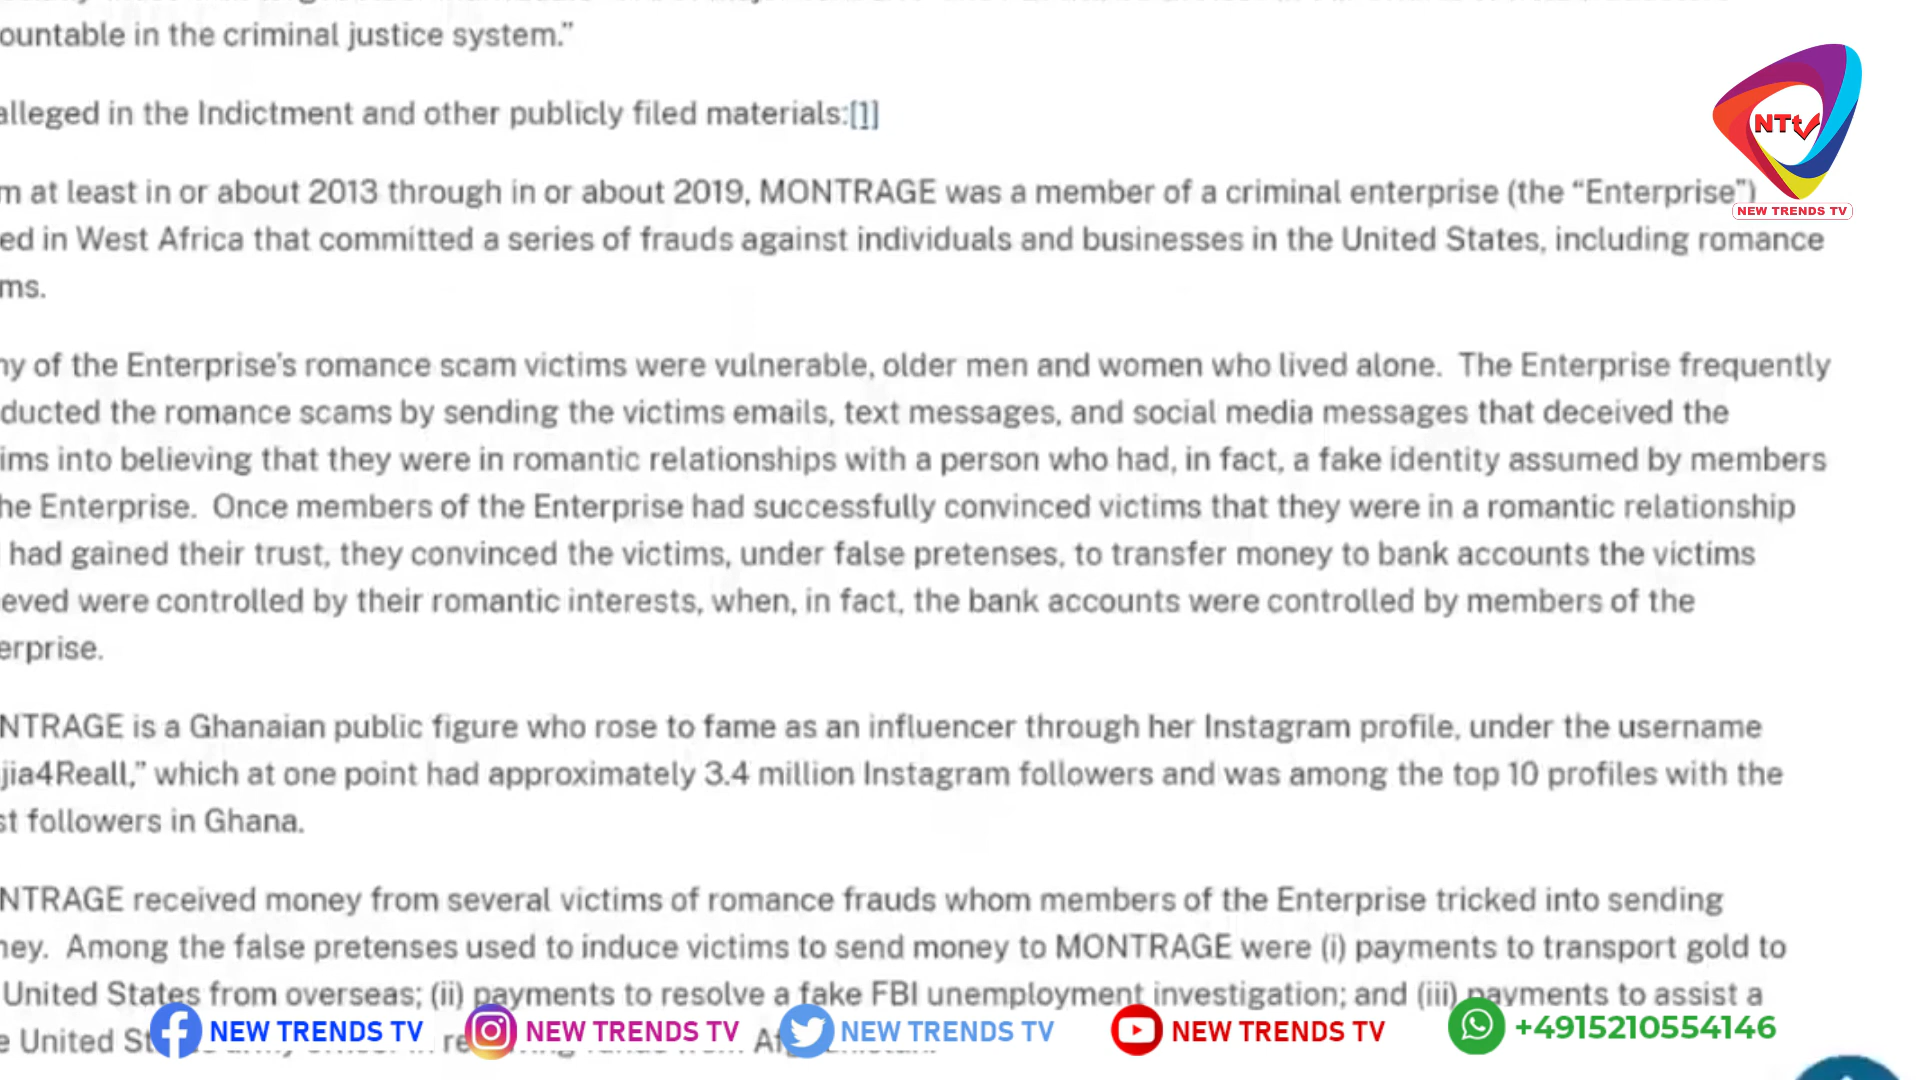 ountable in the criminal justice system.”
alleged in the Indictment and other publicly filed materials:[1]
m at least in or about 2013 through in or about 2019, MONTRAGE was a member of a criminal enterprise (the “Enterprise”)
ed in West Africa that committed a series of frauds against individuals and businesses in the United States, including romance
ms.
ny of the Enterprise’s romance scam victims were vulnerable, older men and women who lived alone. The Enterprise frequently
ducted the romance scams by sending the victims emails, text messages, and social media messages that deceived the
ims into believing that they were in romantic relationships with a person who had, in fact, a fake identity assumed by members
he Enterprise. Once members of the Enterprise had successfully convinced victims that they were in a romantic relationship
had gained their trust, they convinced the victims, under false pretenses, to transfer money to bank accounts the victims
eved were controlled by their romantic interests, when, in fact, the bank accounts were controlled by members of the
erprise.
NTRAGE is a Ghanaian public figure who rose to fame as an influencer through her Instagram profile, under the username
jia4Reall,” which at one point had approximately 3.4 million Instagram followers and was among the top 10 profiles with the
st followers in Ghana.
NTRAGE received money from several victims of romance frauds whom members of the Enterprise tricked into sending
ney. Among the false pretenses used to induce victims to send money to MONTRAGE were (i) payments to transport gold to
United States from overseas; (ii) payments to resolve a fake FBI unemployment investigation; and (iii) payments to assist a
e United
NTv
NEW TRENDS TV
NEW TRENDS TV
NEW TRENDS TV
NEW TRENDS TV
NEW TRENDS TV
+4915210554146